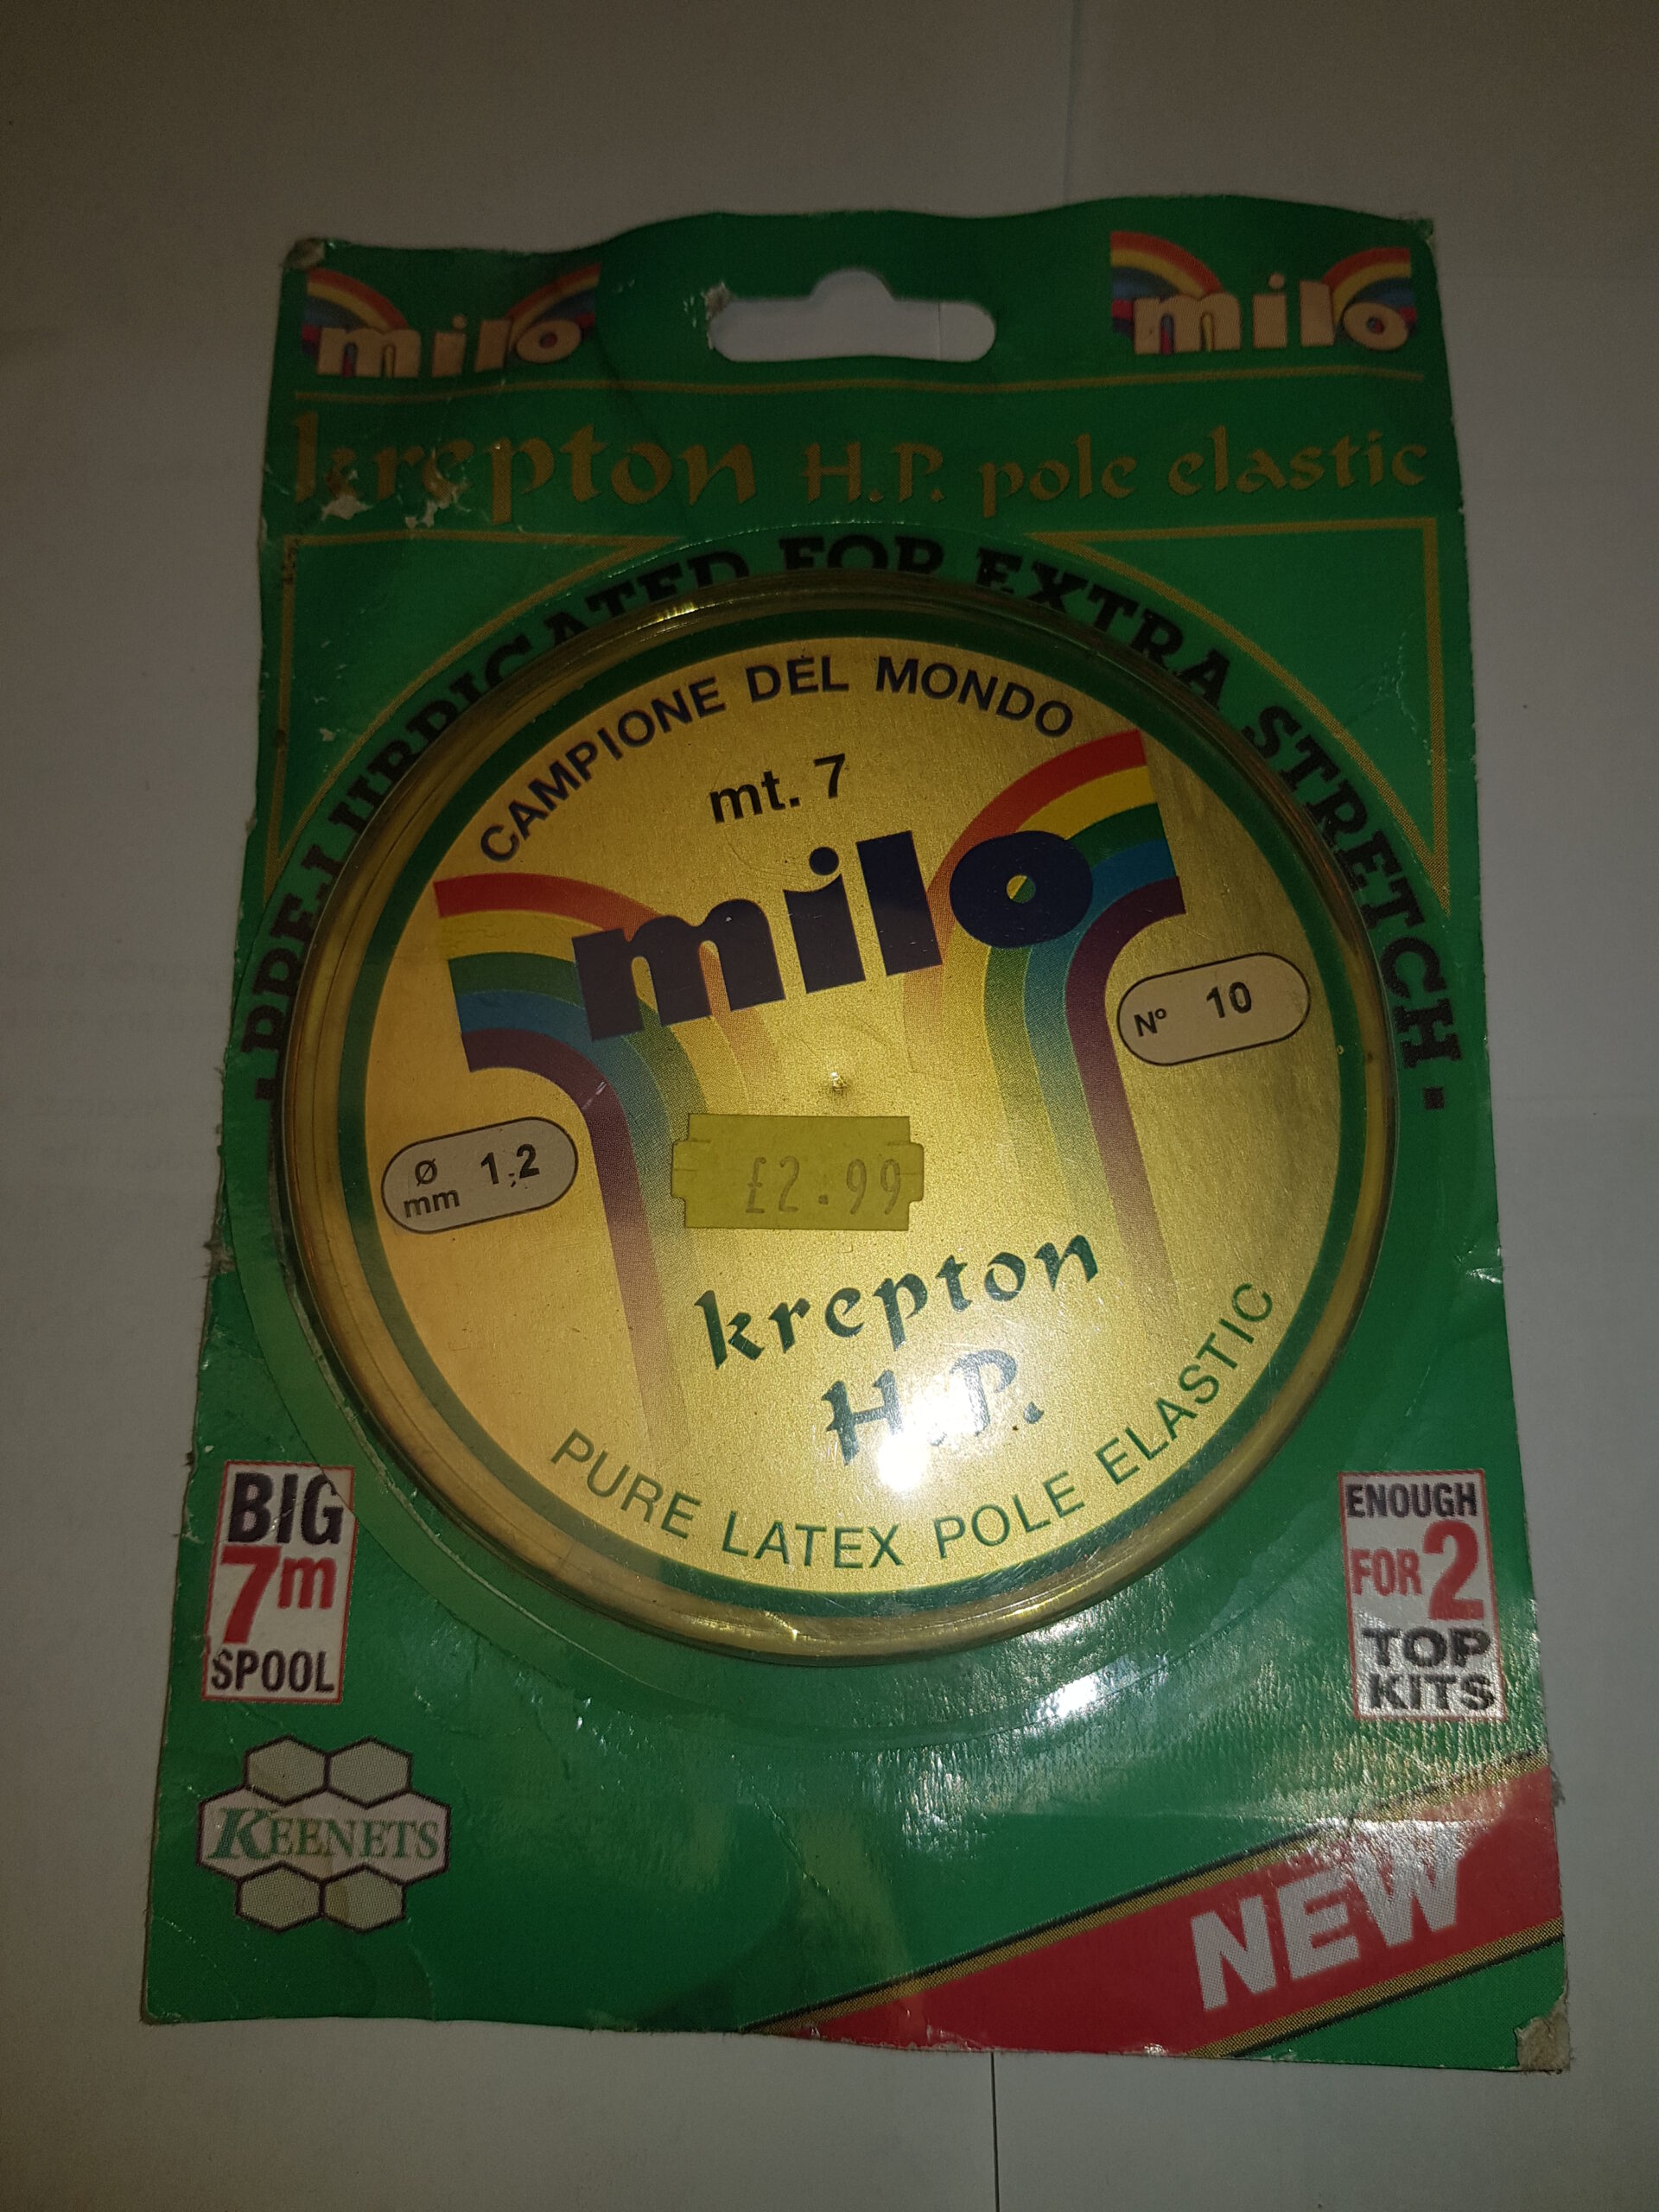 milo
milo
krepton H.P. pole elastic
PRE-LUBRICATED FOR EXTRA STRETCH -
CAMPIONE DEL MONDO
mt. 7
milo
Nº 10
Ø mm 1,2
£2.99
krepton
H.P.
PURE LATEX POLE ELASTIC
BIG
7m
SPOOL
ENOUGH
FOR 2
TOP
KITS
KEENETS
NEW